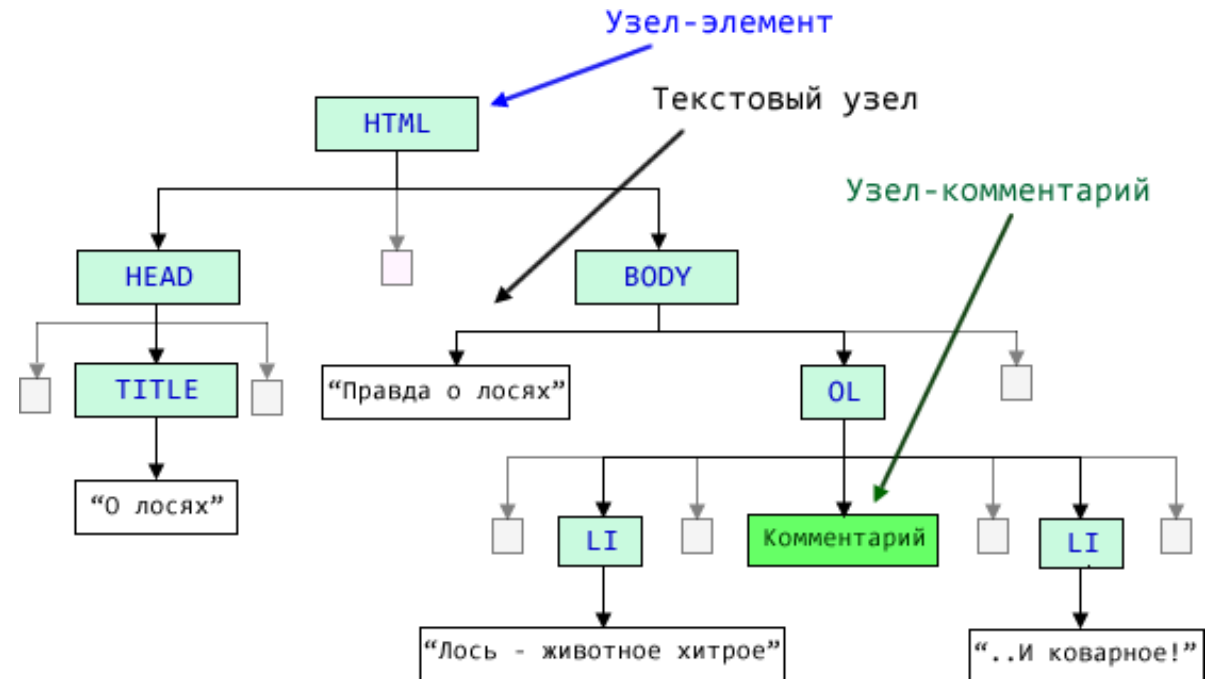 Узел-элемент
Текстовый узел
HTML
Узел-комментарий
HEAD
BODY
TITLE
“Правда о лосях”
OL
“О лосях”
LI
Комментарий
LI
“Лось - животное хитрое”
“..И коварное!”